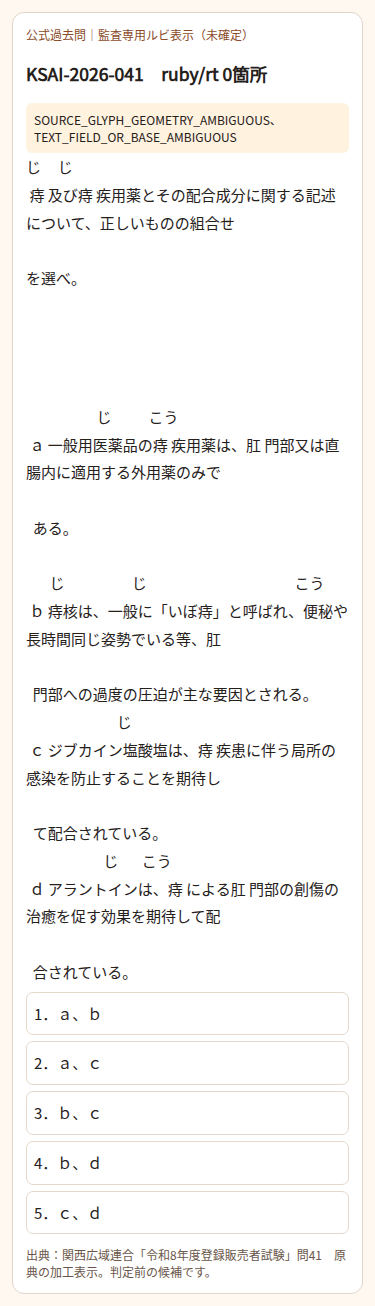 公式過去問｜監査専用ルビ表示（未確定）
KSAI-2026-041　ruby/rt 0箇所
SOURCE_GLYPH_GEOMETRY_AMBIGUOUS、
TEXT_FIELD_OR_BASE_AMBIGUOUS
じ　じ
痔 及び痔 疾用薬とその配合成分に関する記述
について、正しいものの組合せ
を選べ。
じ　　こう
ａ 一般用医薬品の痔 疾用薬は、肛 門部又は直
腸内に適用する外用薬のみで
ある。
じ　　　　じ　　　　　　　　　こう
ｂ 痔核は、一般に「いぼ痔」と呼ばれ、便秘や
長時間同じ姿勢でいる等、肛
門部への過度の圧迫が主な要因とされる。
じ
ｃ ジブカイン塩酸塩は、痔 疾患に伴う局所の
感染を防止することを期待し
て配合されている。
じ　こう
ｄ アラントインは、痔 による肛 門部の創傷の
治癒を促す効果を期待して配
合されている。
1．ａ、ｂ
2．ａ、ｃ
3．ｂ、ｃ
4．ｂ、ｄ
5．ｃ、ｄ
出典：関西広域連合「令和8年度登録販売者試験」問41　原
典の加工表示。判定前の候補です。